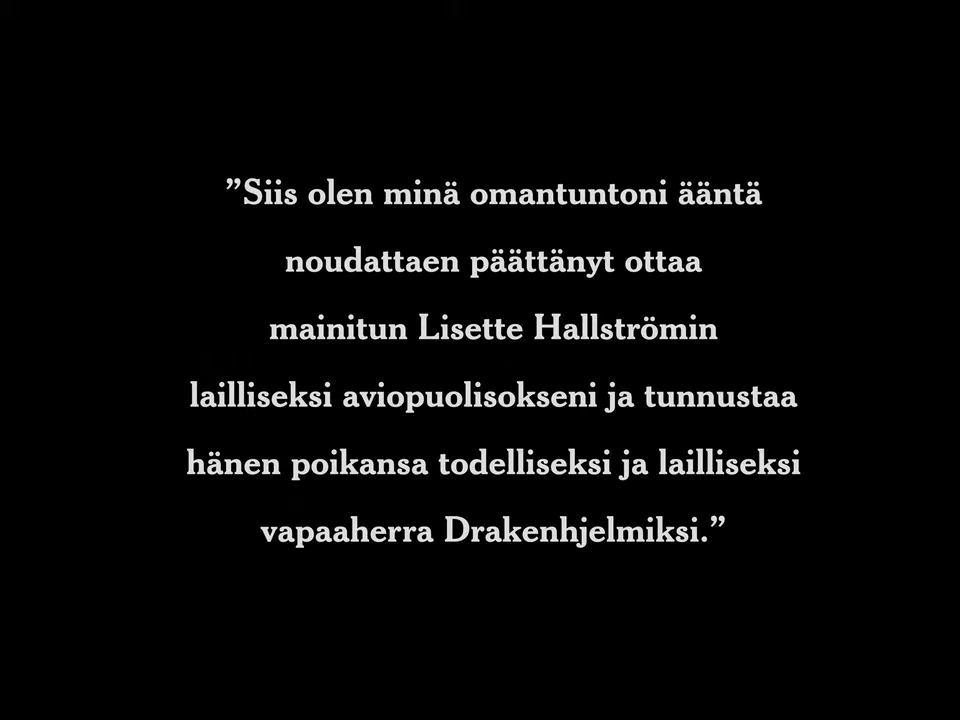 ”Siis olen minä omantuntoni ääntä
noudattaen päättänyt ottaa
mainitun Lisette Hallströmin
lailliseksi aviopuolisokseni ja tunnustaa
hänen poikansa todelliseksi ja lailliseksi
vapaaherra Drakenhjelmiksi.”